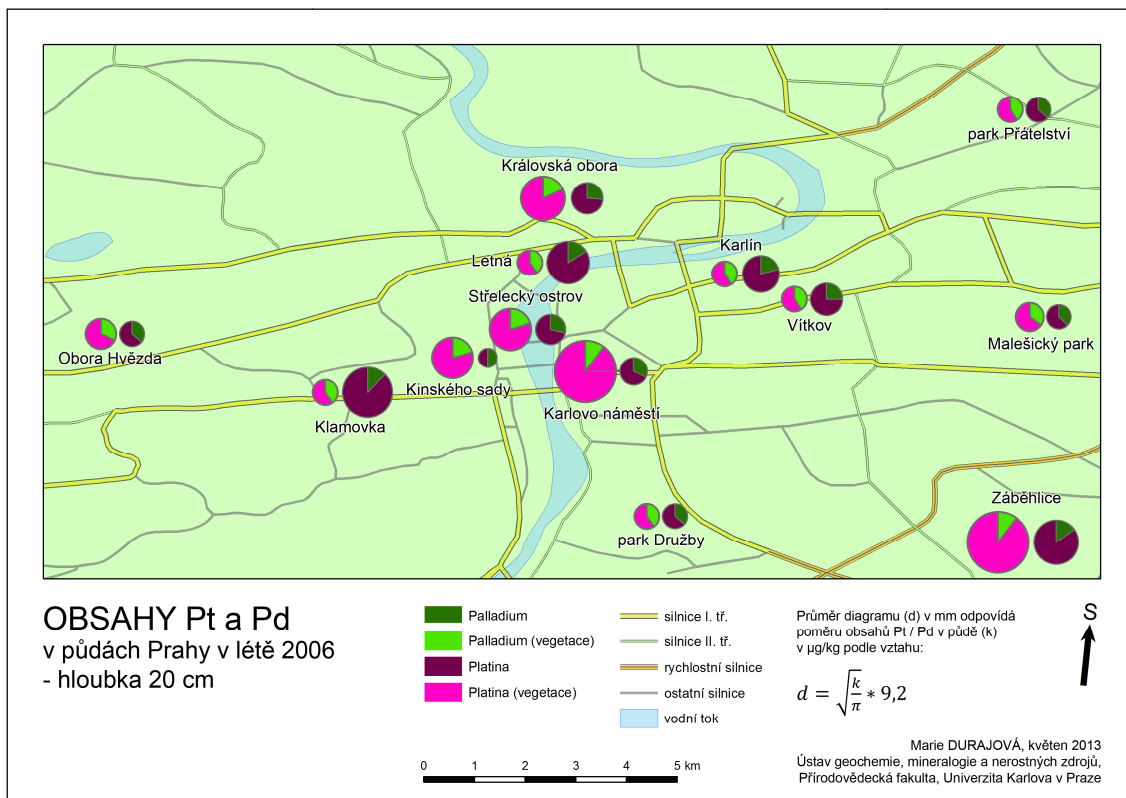 park Přátelství
Královská obora
Karlín
Letná
Střelecký ostrov
Vítkov
Obora Hvězda
Malešický park
Kinského sady
Karlovo náměstí
Klamovka
Záběhlice
park Družby
OBSAHY Pt a Pd
v půdách Prahy v létě 2006
- hloubka 20 cm
Palladium
Palladium (vegetace)
Platina
Platina (vegetace)
silnice I. tř.
silnice II. tř.
rychlostní silnice
ostatní silnice
vodní tok
Průměr diagramu (d) v mm odpovídá
poměru obsahů Pt / Pd v půdě (k)
v µg/kg podle vztahu:
d = √(k/π) * 9,2
S
0 1 2 3 4 5 km
Marie DURAJOVÁ, květen 2013
Ústav geochemie, mineralogie a nerostných zdrojů,
Přírodovědecká fakulta, Univerzita Karlova v Praze